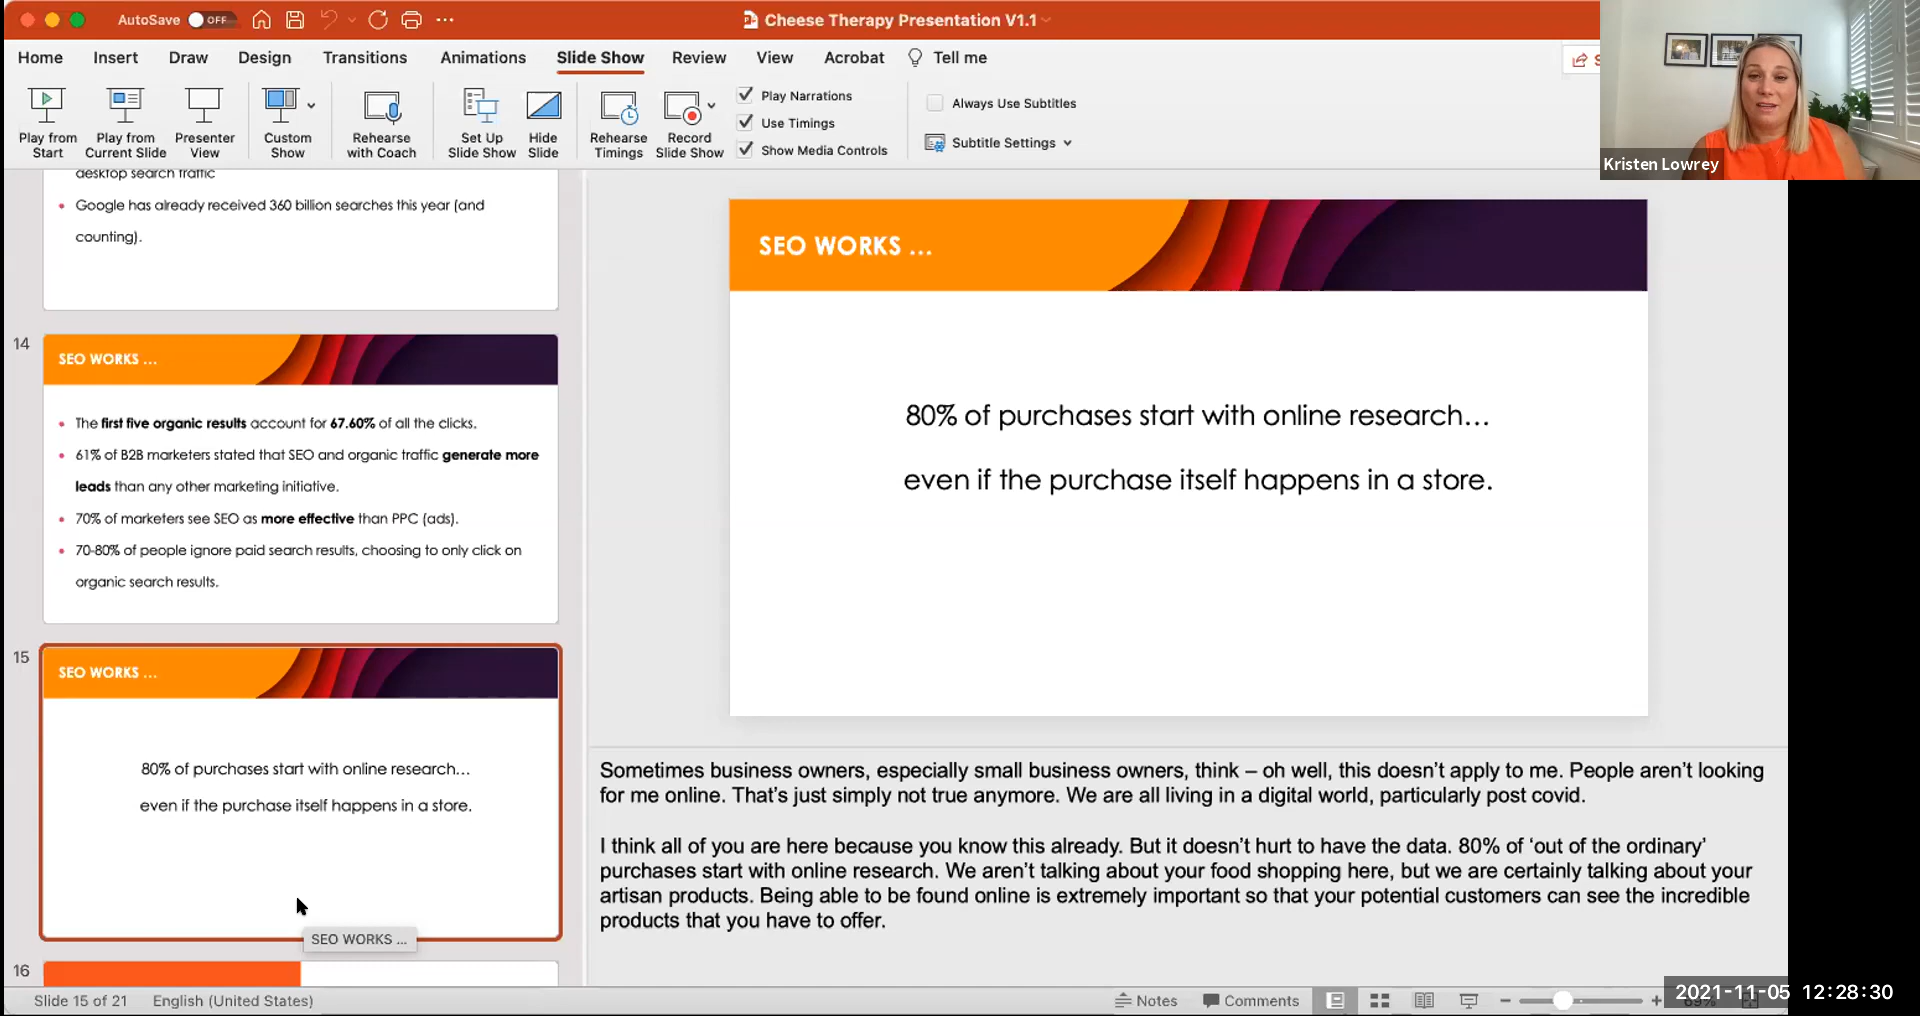 AutoSave OFF
Cheese Therapy Presentation V1.1
Home Insert Draw Design Transitions Animations Slide Show Review View Acrobat Tell me
Play from Start
Play from Current Slide
Presenter View
Custom Show
Rehearse with Coach
Set Up Slide Show
Hide Slide
Rehearse Timings
Record Slide Show
Play Narrations
Use Timings
Show Media Controls
Always Use Subtitles
Subtitle Settings
Kristen Lowrey
desktop search traffic
• Google has already received 360 billion searches this year (and
counting).
14
SEO WORKS ...
• The first five organic results account for 67.60% of all the clicks.
• 61% of B2B marketers stated that SEO and organic traffic generate more
leads than any other marketing initiative.
• 70% of marketers see SEO as more effective than PPC (ads).
• 70-80% of people ignore paid search results, choosing to only click on
organic search results.
15
SEO WORKS ...
80% of purchases start with online research...
even if the purchase itself happens in a store.
SEO WORKS ...
16
SEO WORKS ...
80% of purchases start with online research...
even if the purchase itself happens in a store.
Sometimes business owners, especially small business owners, think – oh well, this doesn't apply to me. People aren't looking
for me online. That's just simply not true anymore. We are all living in a digital world, particularly post covid.
I think all of you are here because you know this already. But it doesn't hurt to have the data. 80% of 'out of the ordinary'
purchases start with online research. We aren't talking about your food shopping here, but we are certainly talking about your
artisan products. Being able to be found online is extremely important so that your potential customers can see the incredible
products that you have to offer.
Slide 15 of 21 English (United States) Notes Comments
2021-11-05 12:28:30